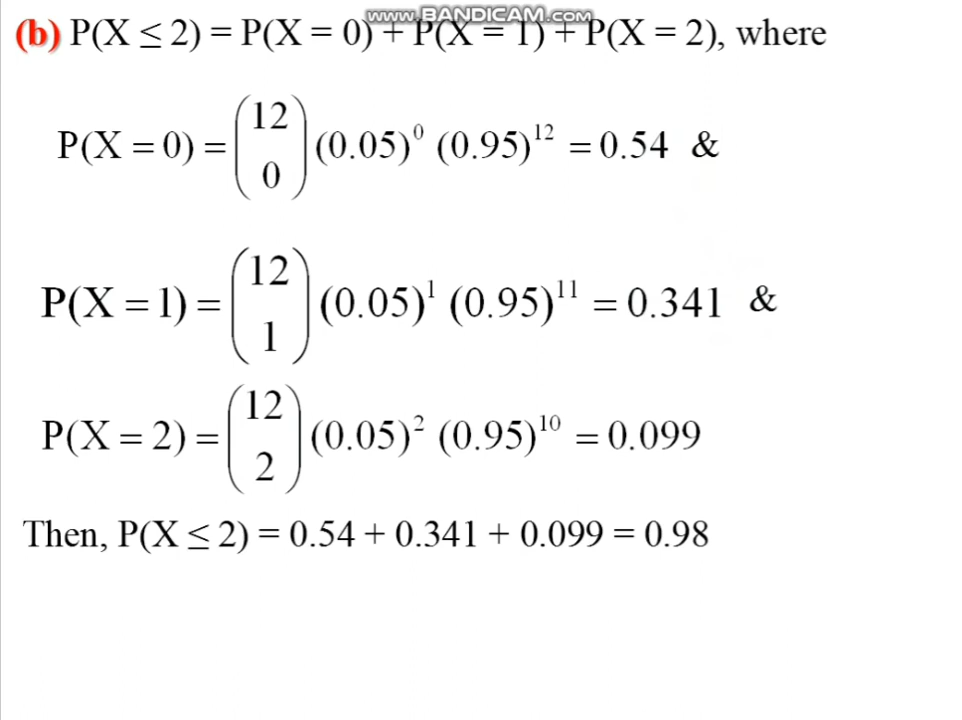 www.BANDICAM.com
(b) P(X ≤ 2) = P(X = 0) + P(X = 1) + P(X = 2), where
P(X = 0) = (12 0) (0.05)^0 (0.95)^12 = 0.54 &
P(X = 1) = (12 1) (0.05)^1 (0.95)^11 = 0.341 &
P(X = 2) = (12 2) (0.05)^2 (0.95)^10 = 0.099
Then, P(X ≤ 2) = 0.54 + 0.341 + 0.099 = 0.98